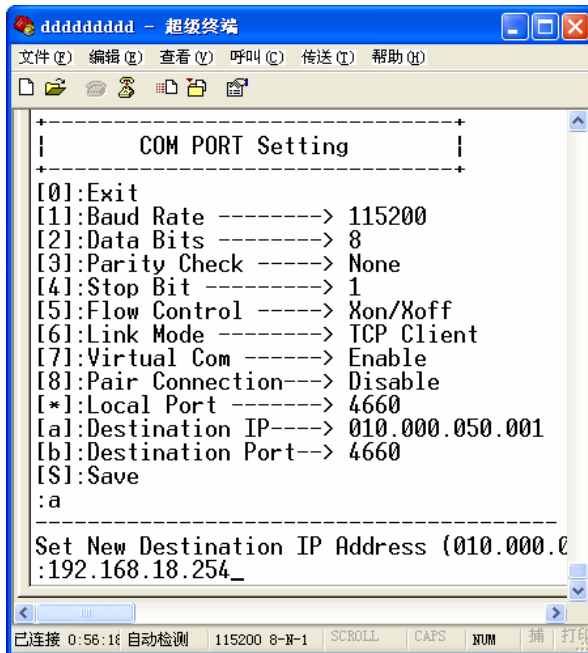 ddddddddd - 超级终端
文件(F) 编辑(E) 查看(V) 呼叫(C) 传送(T) 帮助(H)
+-------------------------------+
| COM PORT Setting |
+-------------------------------+
[0]:Exit
[1]:Baud Rate --------> 115200
[2]:Data Bits --------> 8
[3]:Parity Check -----> None
[4]:Stop Bit ---------> 1
[5]:Flow Control -----> Xon/Xoff
[6]:Link Mode --------> TCP Client
[7]:Virtual Com ------> Enable
[8]:Pair Connection---> Disable
[*]:Local Port -------> 4660
[a]:Destination IP----> 010.000.050.001
[b]:Destination Port--> 4660
[S]:Save
:a
----------------------------------------
Set New Destination IP Address (010.000.0
:192.168.18.254_
已连接 0:56:18 自动检测 115200 8-N-1 SCROLL CAPS NUM 捕 打印